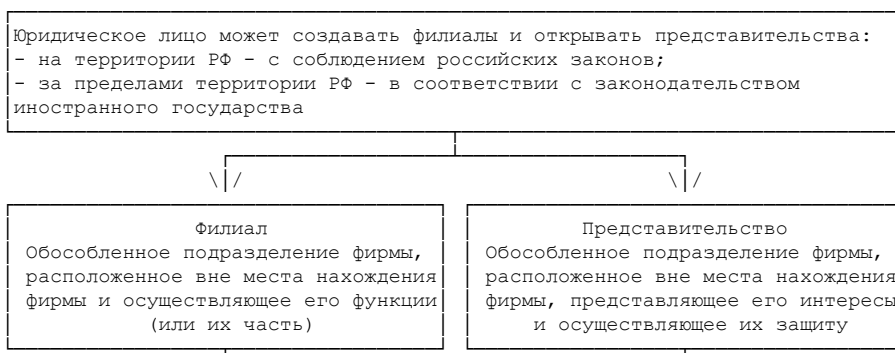 Юридическое лицо может создавать филиалы и открывать представительства:
- на территории РФ - с соблюдением российских законов;
- за пределами территории РФ - в соответствии с законодательством
иностранного государства
Филиал
Обособленное подразделение фирмы,
расположенное вне места нахождения
фирмы и осуществляющее его функции
(или их часть)
Представительство
Обособленное подразделение фирмы,
расположенное вне места нахождения
фирмы, представляющее его интересы
и осуществляющее их защиту